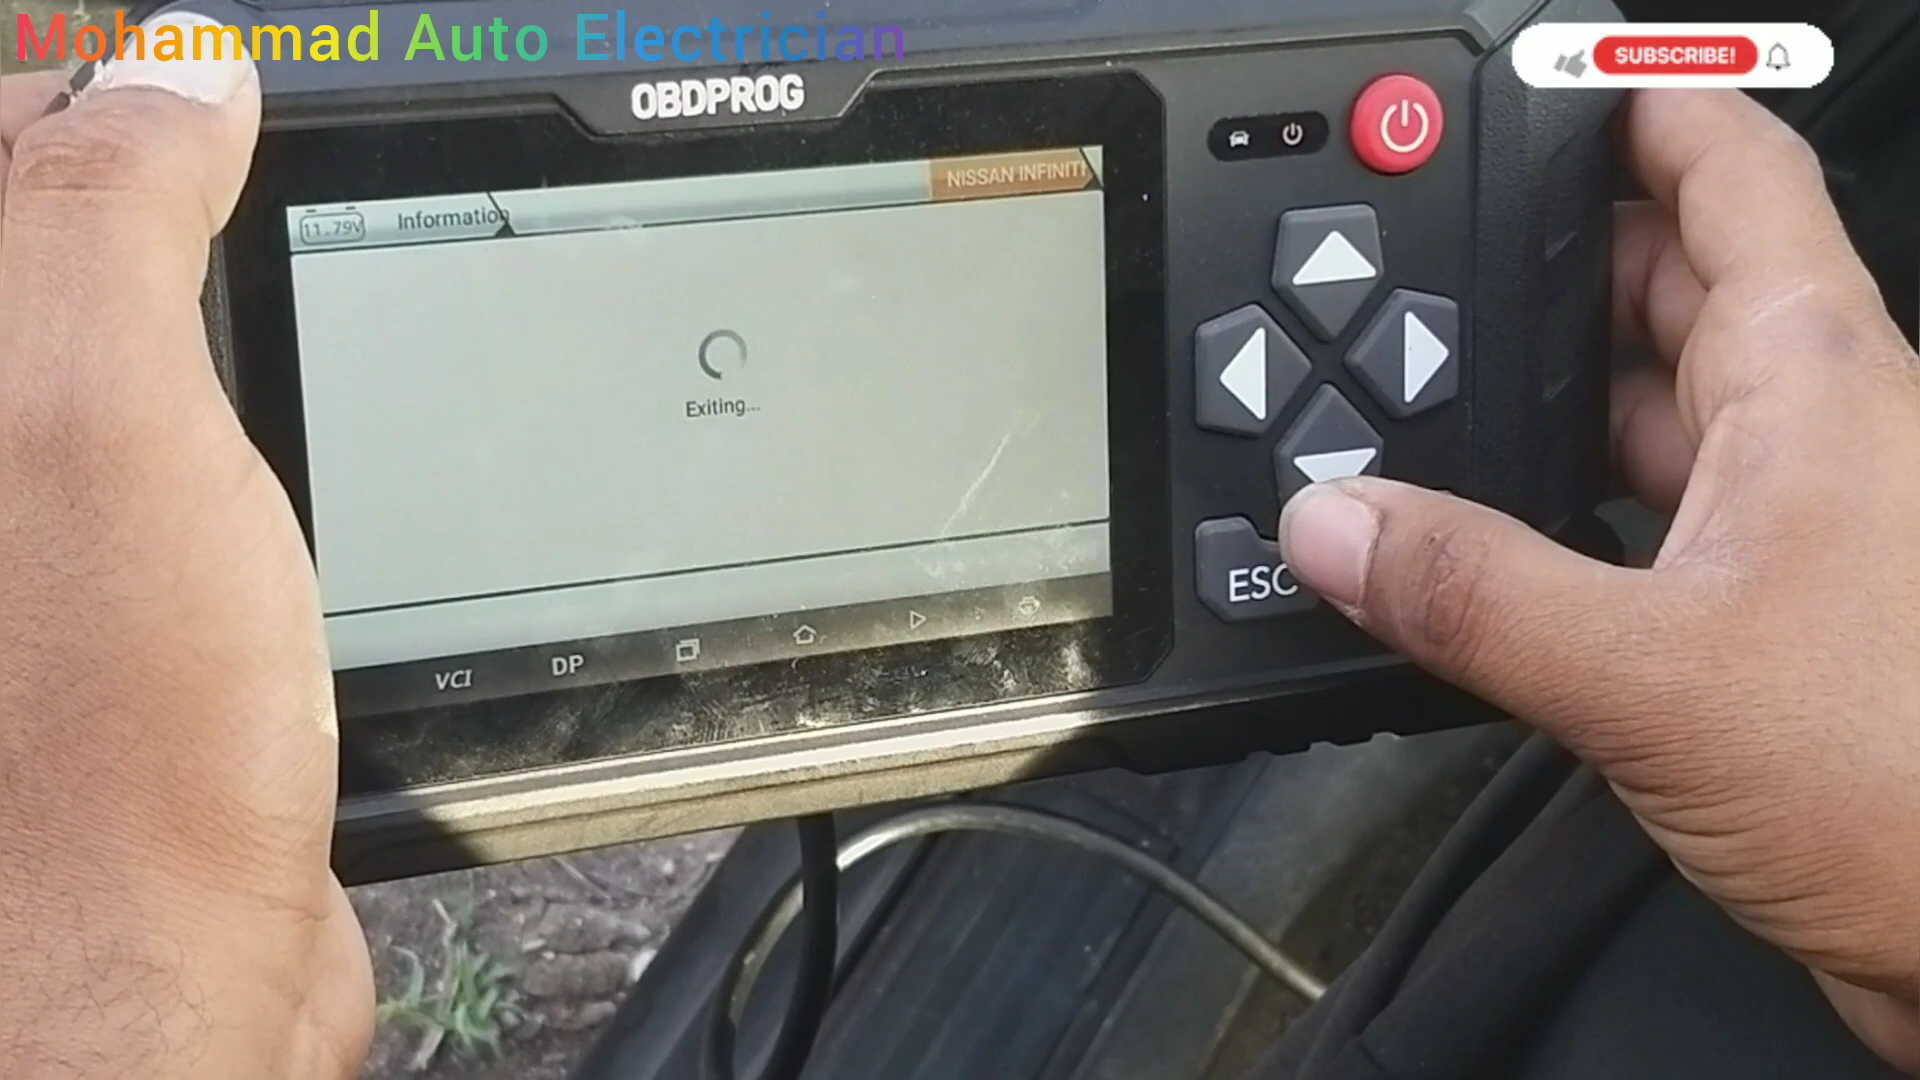 Mohammad Auto Electrician
SUBSCRIBE!
OBDPROG
11.79V
Information
NISSAN INFINITI
Exiting...
VCI
DP
ESC